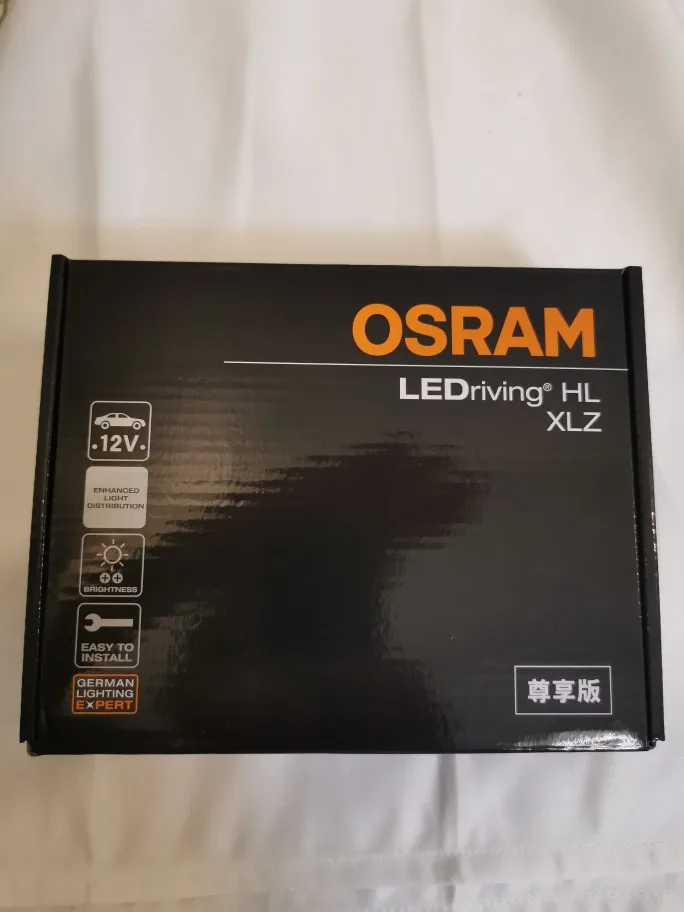 OSRAM
LEDriving® HL
XLZ
12V
ENHANCED
LIGHT
DISTRIBUTION
BRIGHTNESS
EASY TO
INSTALL
GERMAN
LIGHTING
EXPERT
尊享版